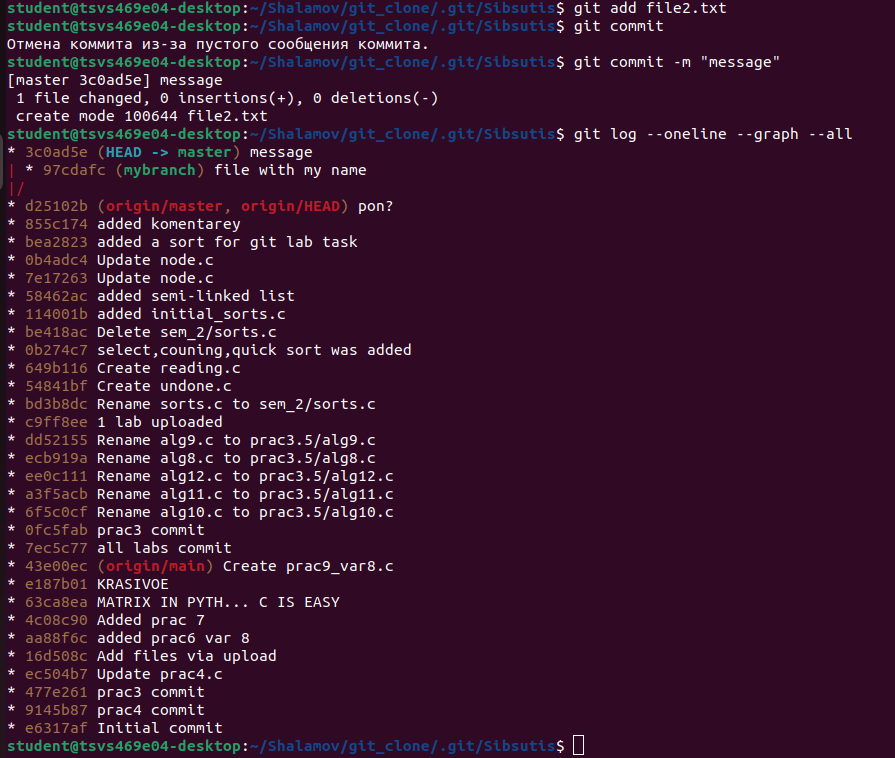 student@tsvs469e04-desktop:~/Shalamov/git_clone/.git/Sibsutis$ git add file2.txt
student@tsvs469e04-desktop:~/Shalamov/git_clone/.git/Sibsutis$ git commit
Отмена коммита из-за пустого сообщения коммита.
student@tsvs469e04-desktop:~/Shalamov/git_clone/.git/Sibsutis$ git commit -m "message"
[master 3c0ad5e] message
 1 file changed, 0 insertions(+), 0 deletions(-)
 create mode 100644 file2.txt
student@tsvs469e04-desktop:~/Shalamov/git_clone/.git/Sibsutis$ git log --oneline --graph --all
* 3c0ad5e (HEAD -> master) message
| * 97cdafc (mybranch) file with my name
|/
* d25102b (origin/master, origin/HEAD) pon?
* 855c174 added komentarey
* bea2823 added a sort for git lab task
* 0b4adc4 Update node.c
* 7e17263 Update node.c
* 58462ac added semi-linked list
* 114001b added initial_sorts.c
* be418ac Delete sem_2/sorts.c
* 0b274c7 select,couning,quick sort was added
* 649b116 Create reading.c
* 54841bf Create undone.c
* bd3b8dc Rename sorts.c to sem_2/sorts.c
* c9ff8ee 1 lab uploaded
* dd52155 Rename alg9.c to prac3.5/alg9.c
* ecb919a Rename alg8.c to prac3.5/alg8.c
* ee0c111 Rename alg12.c to prac3.5/alg12.c
* a3f5acb Rename alg11.c to prac3.5/alg11.c
* 6f5c0cf Rename alg10.c to prac3.5/alg10.c
* 0fc5fab prac3 commit
* 7ec5c77 all labs commit
* 43e00ec (origin/main) Create prac9_var8.c
* e187b01 KRASIVOE
* 63ca8ea MATRIX IN PYTH... C IS EASY
* 4c08c90 Added prac 7
* aa88f6c added prac6 var 8
* 16d508c Add files via upload
* ec504b7 Update prac4.c
* 477e261 prac3 commit
* 9145b87 prac4 commit
* e6317af Initial commit
student@tsvs469e04-desktop:~/Shalamov/git_clone/.git/Sibsutis$